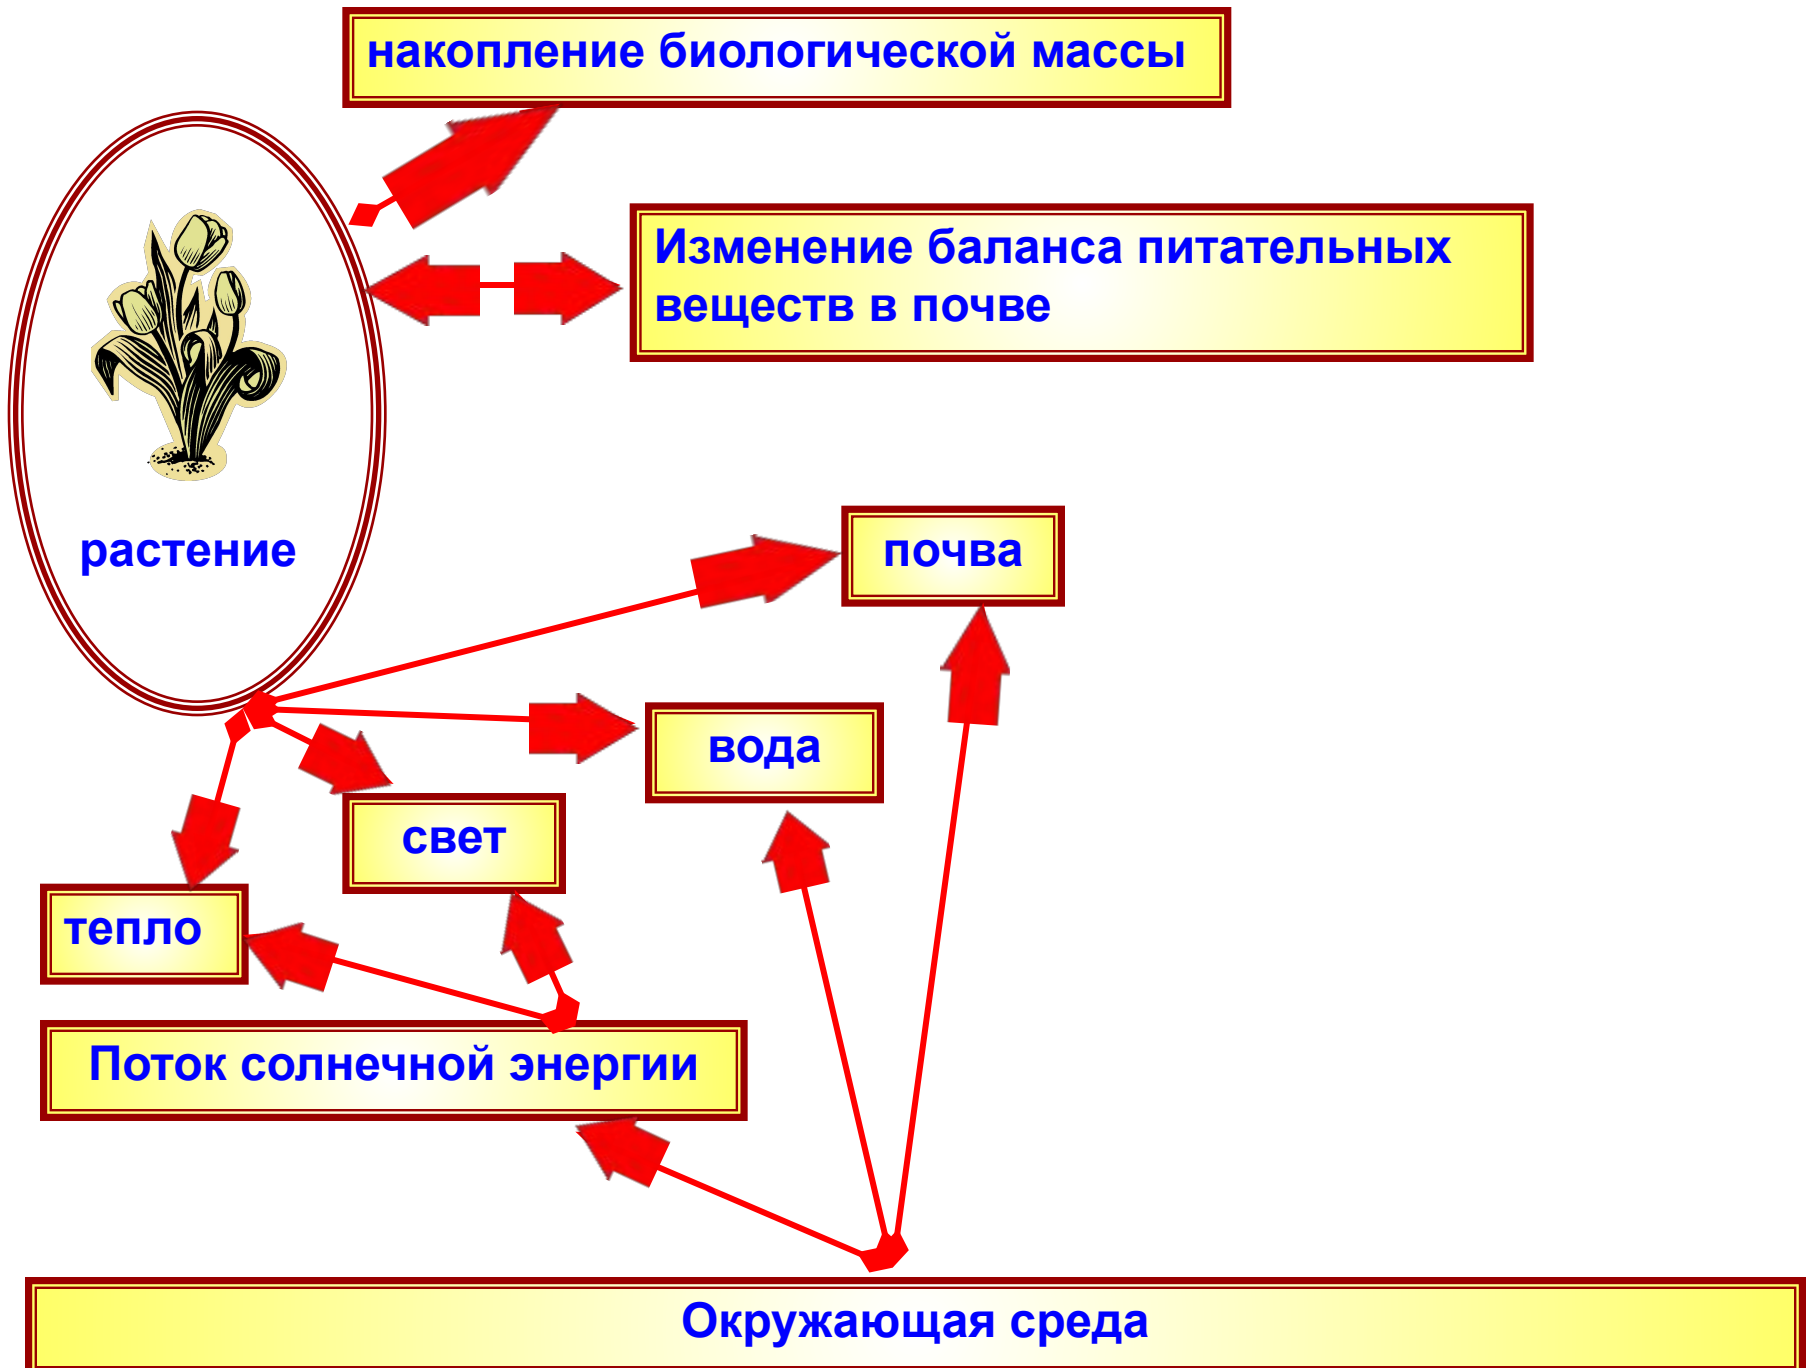 накопление биологической массы
Изменение баланса питательных
веществ в почве
растение
почва
вода
свет
тепло
Поток солнечной энергии
Окружающая среда